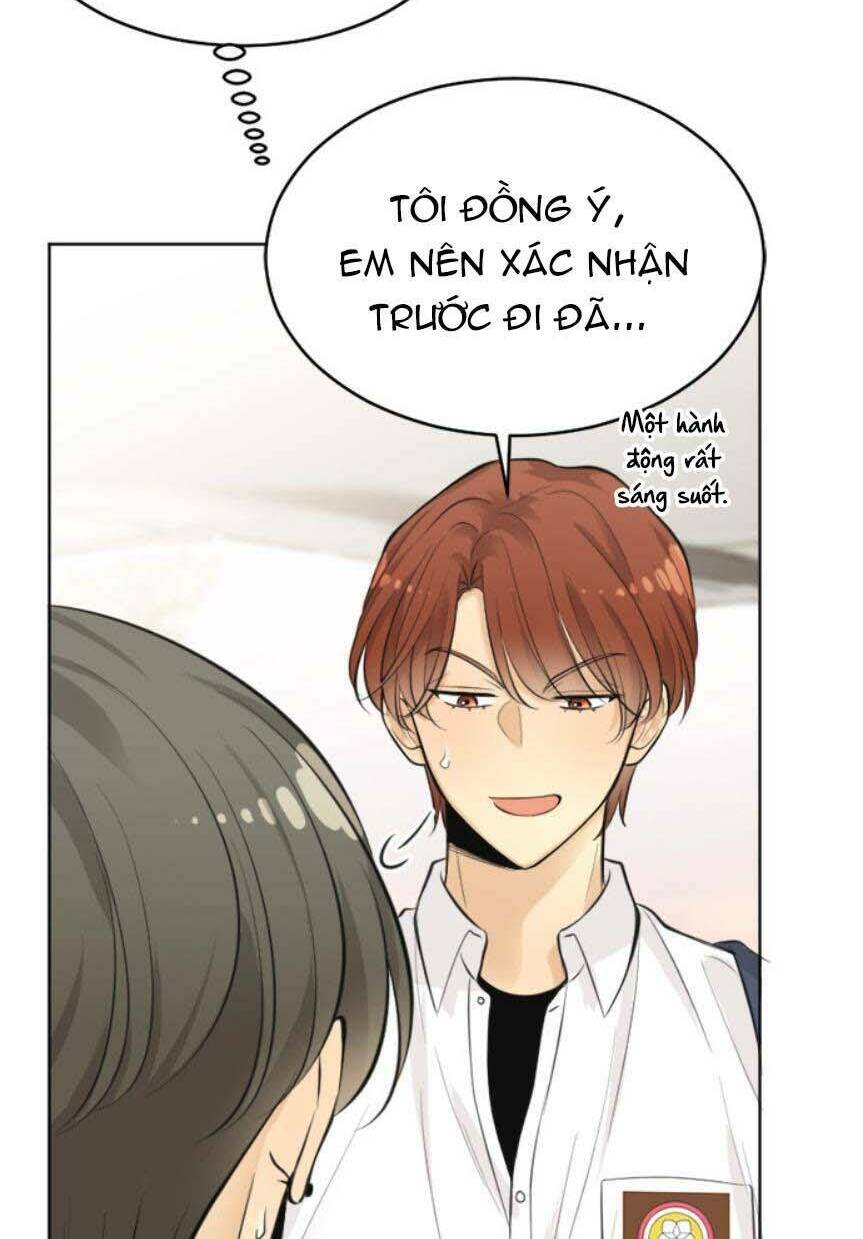 TÔI ĐỒNG Ý,
EM NÊN XÁC NHẬN
TRƯỚC ĐI ĐÃ...
Một hành
động rất
sáng suốt.